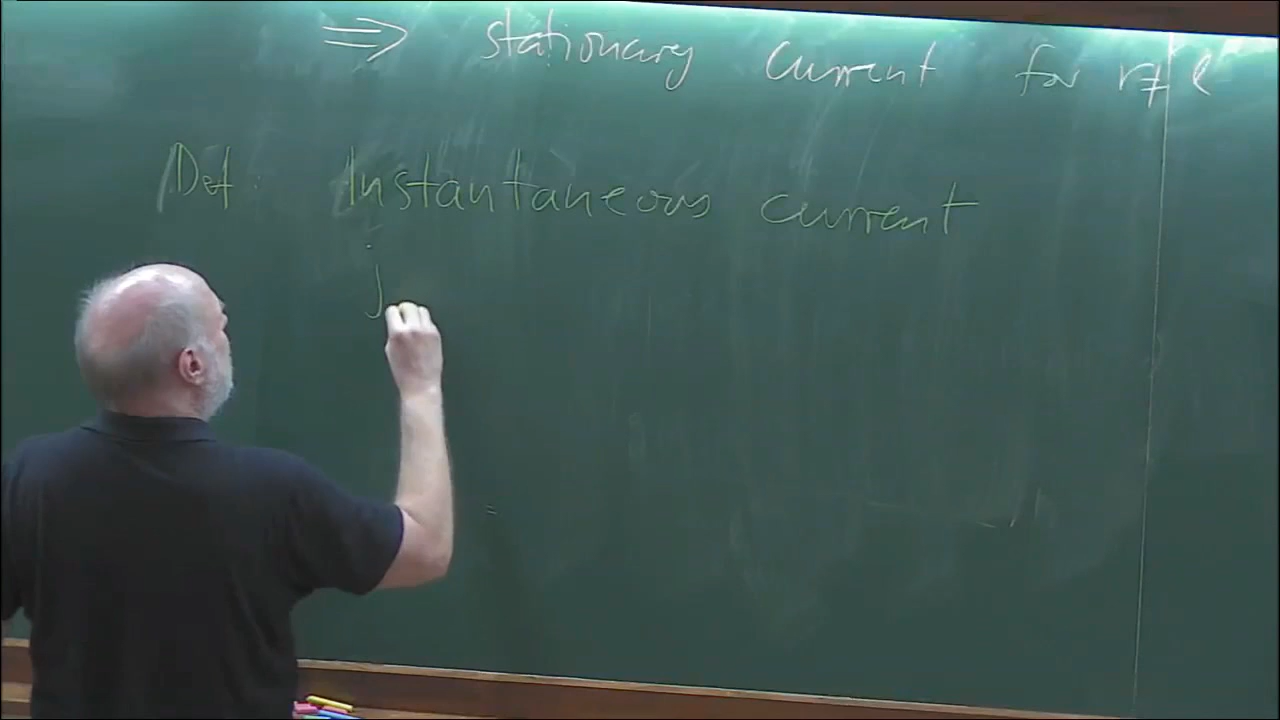 ⇒ stationary current for r ≠ l
Def: Instantaneous current
j